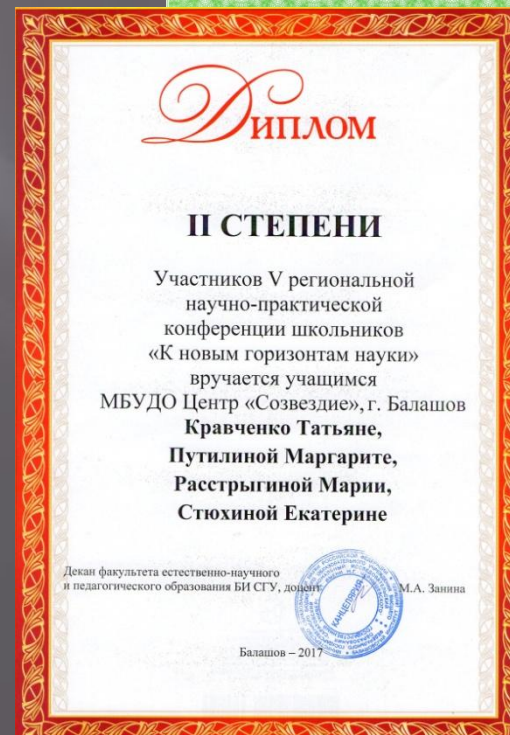 Диплом
II СТЕПЕНИ
Участников V региональной
научно-практической
конференции школьников
«К новым горизонтам науки»
вручается учащимся
МБУДО Центр «Созвездие», г. Балашов
Кравченко Татьяне,
Путилиной Маргарите,
Расстрыгиной Марии,
Стюхиной Екатерине
Декан факультета естественно-научного
и педагогического образования БИ СГУ, доцент М.А. Занина
КАНЦЕЛЯРИЯ
Балашов – 2017